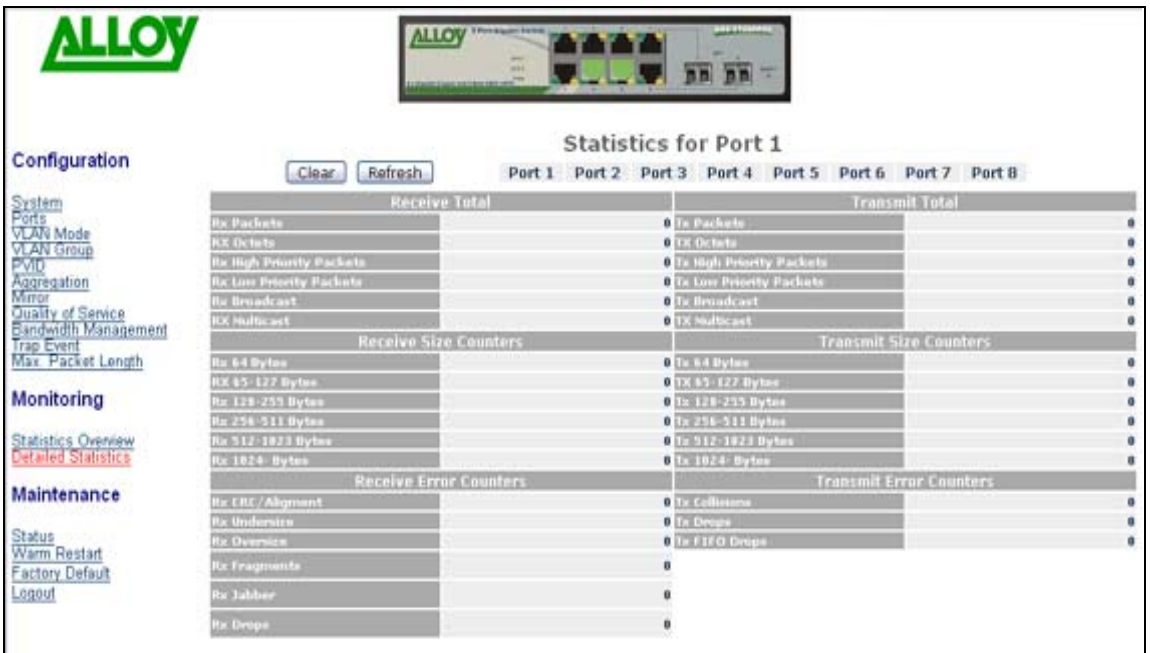 ALLOY
ALLOY
Statistics for Port 1
Configuration
Clear Refresh Port 1 Port 2 Port 3 Port 4 Port 5 Port 6 Port 7 Port 8
System
Ports
VLAN Mode
VLAN Group
PVID
Aggregation
Mirror
Quality of Service
Bandwidth Management
Trap Event
Max. Packet Length
Monitoring
Statistics Overview
Detailed Statistics
Maintenance
Status
Warm Restart
Factory Default
Logout
Receive Total Transmit Total
Rx Packets 0 Tx Packets 0
RX Octets 0 TX Octets 0
Rx High Priority Packets 0 Tx High Priority Packets 0
Rx Low Priority Packets 0 Tx Low Priority Packets 0
Rx Broadcast 0 Tx Broadcast 0
RX Multicast 0 TX Multicast 0
Receive Size Counters Transmit Size Counters
Rx 64 Bytes 0 Tx 64 Bytes 0
RX 65-127 Bytes 0 TX 65-127 Bytes 0
Rx 128-255 Bytes 0 Tx 128-255 Bytes 0
Rx 256-511 Bytes 0 Tx 256-511 Bytes 0
Rx 512-1023 Bytes 0 Tx 512-1023 Bytes 0
Rx 1024- Bytes 0 Tx 1024- Bytes 0
Receive Error Counters Transmit Error Counters
Rx CRC/Aligment 0 Tx Collisions 0
Rx Undersize 0 Tx Drops 0
Rx Oversize 0 Tx FIFO Drops 0
Rx Fragments 0
Rx Jabber 0
Rx Drops 0